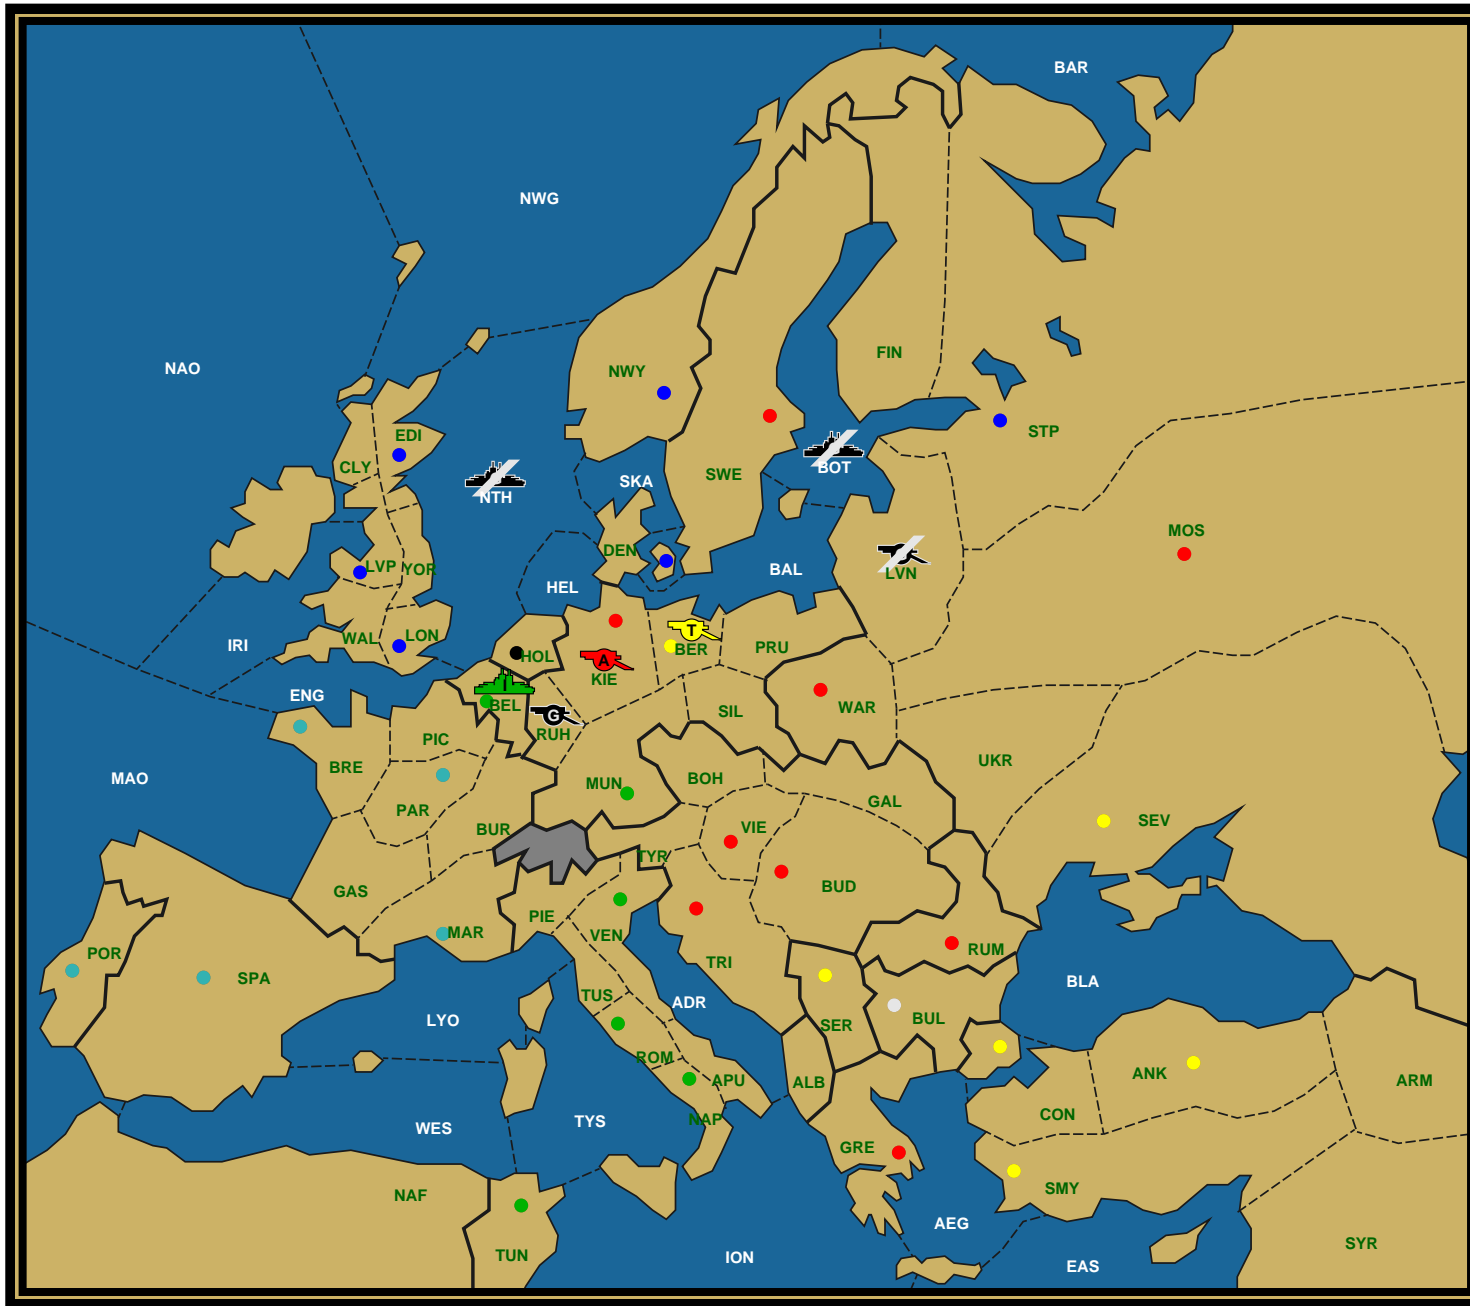 BAR
NWG
NAO
FIN
NWY
STP
EDI
CLY
BOT
SWE
SKA
NTH
MOS
DEN
LVP
YOR
BAL
LVN
HEL
WAL
LON
IRI
T
HOL
BER
PRU
A
KIE
ENG
I
BEL
G
RUH
SIL
WAR
PIC
BRE
UKR
MAO
MUN
BOH
PAR
GAL
SEV
BUR
VIE
TYR
BUD
GAS
PIE
MAR
VEN
RUM
POR
SPA
TRI
BLA
TUS
ADR
LYO
SER
BUL
ROM
APU
ALB
ANK
ARM
NAP
CON
TYS
WES
GRE
SMY
NAF
AEG
SYR
TUN
ION
EAS